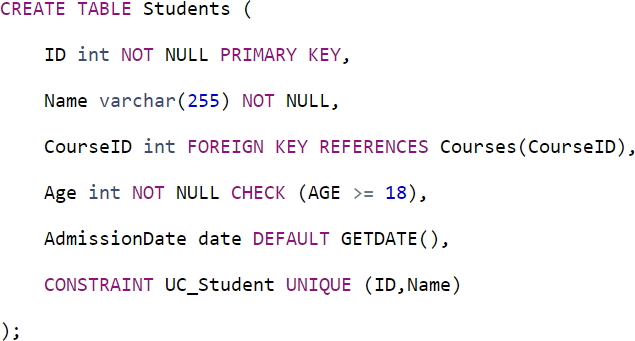 CREATE TABLE Students (
ID int NOT NULL PRIMARY KEY,
Name varchar(255) NOT NULL,
CourseID int FOREIGN KEY REFERENCES Courses(CourseID),
Age int NOT NULL CHECK (AGE >= 18),
AdmissionDate date DEFAULT GETDATE(),
CONSTRAINT UC_Student UNIQUE (ID,Name)
);